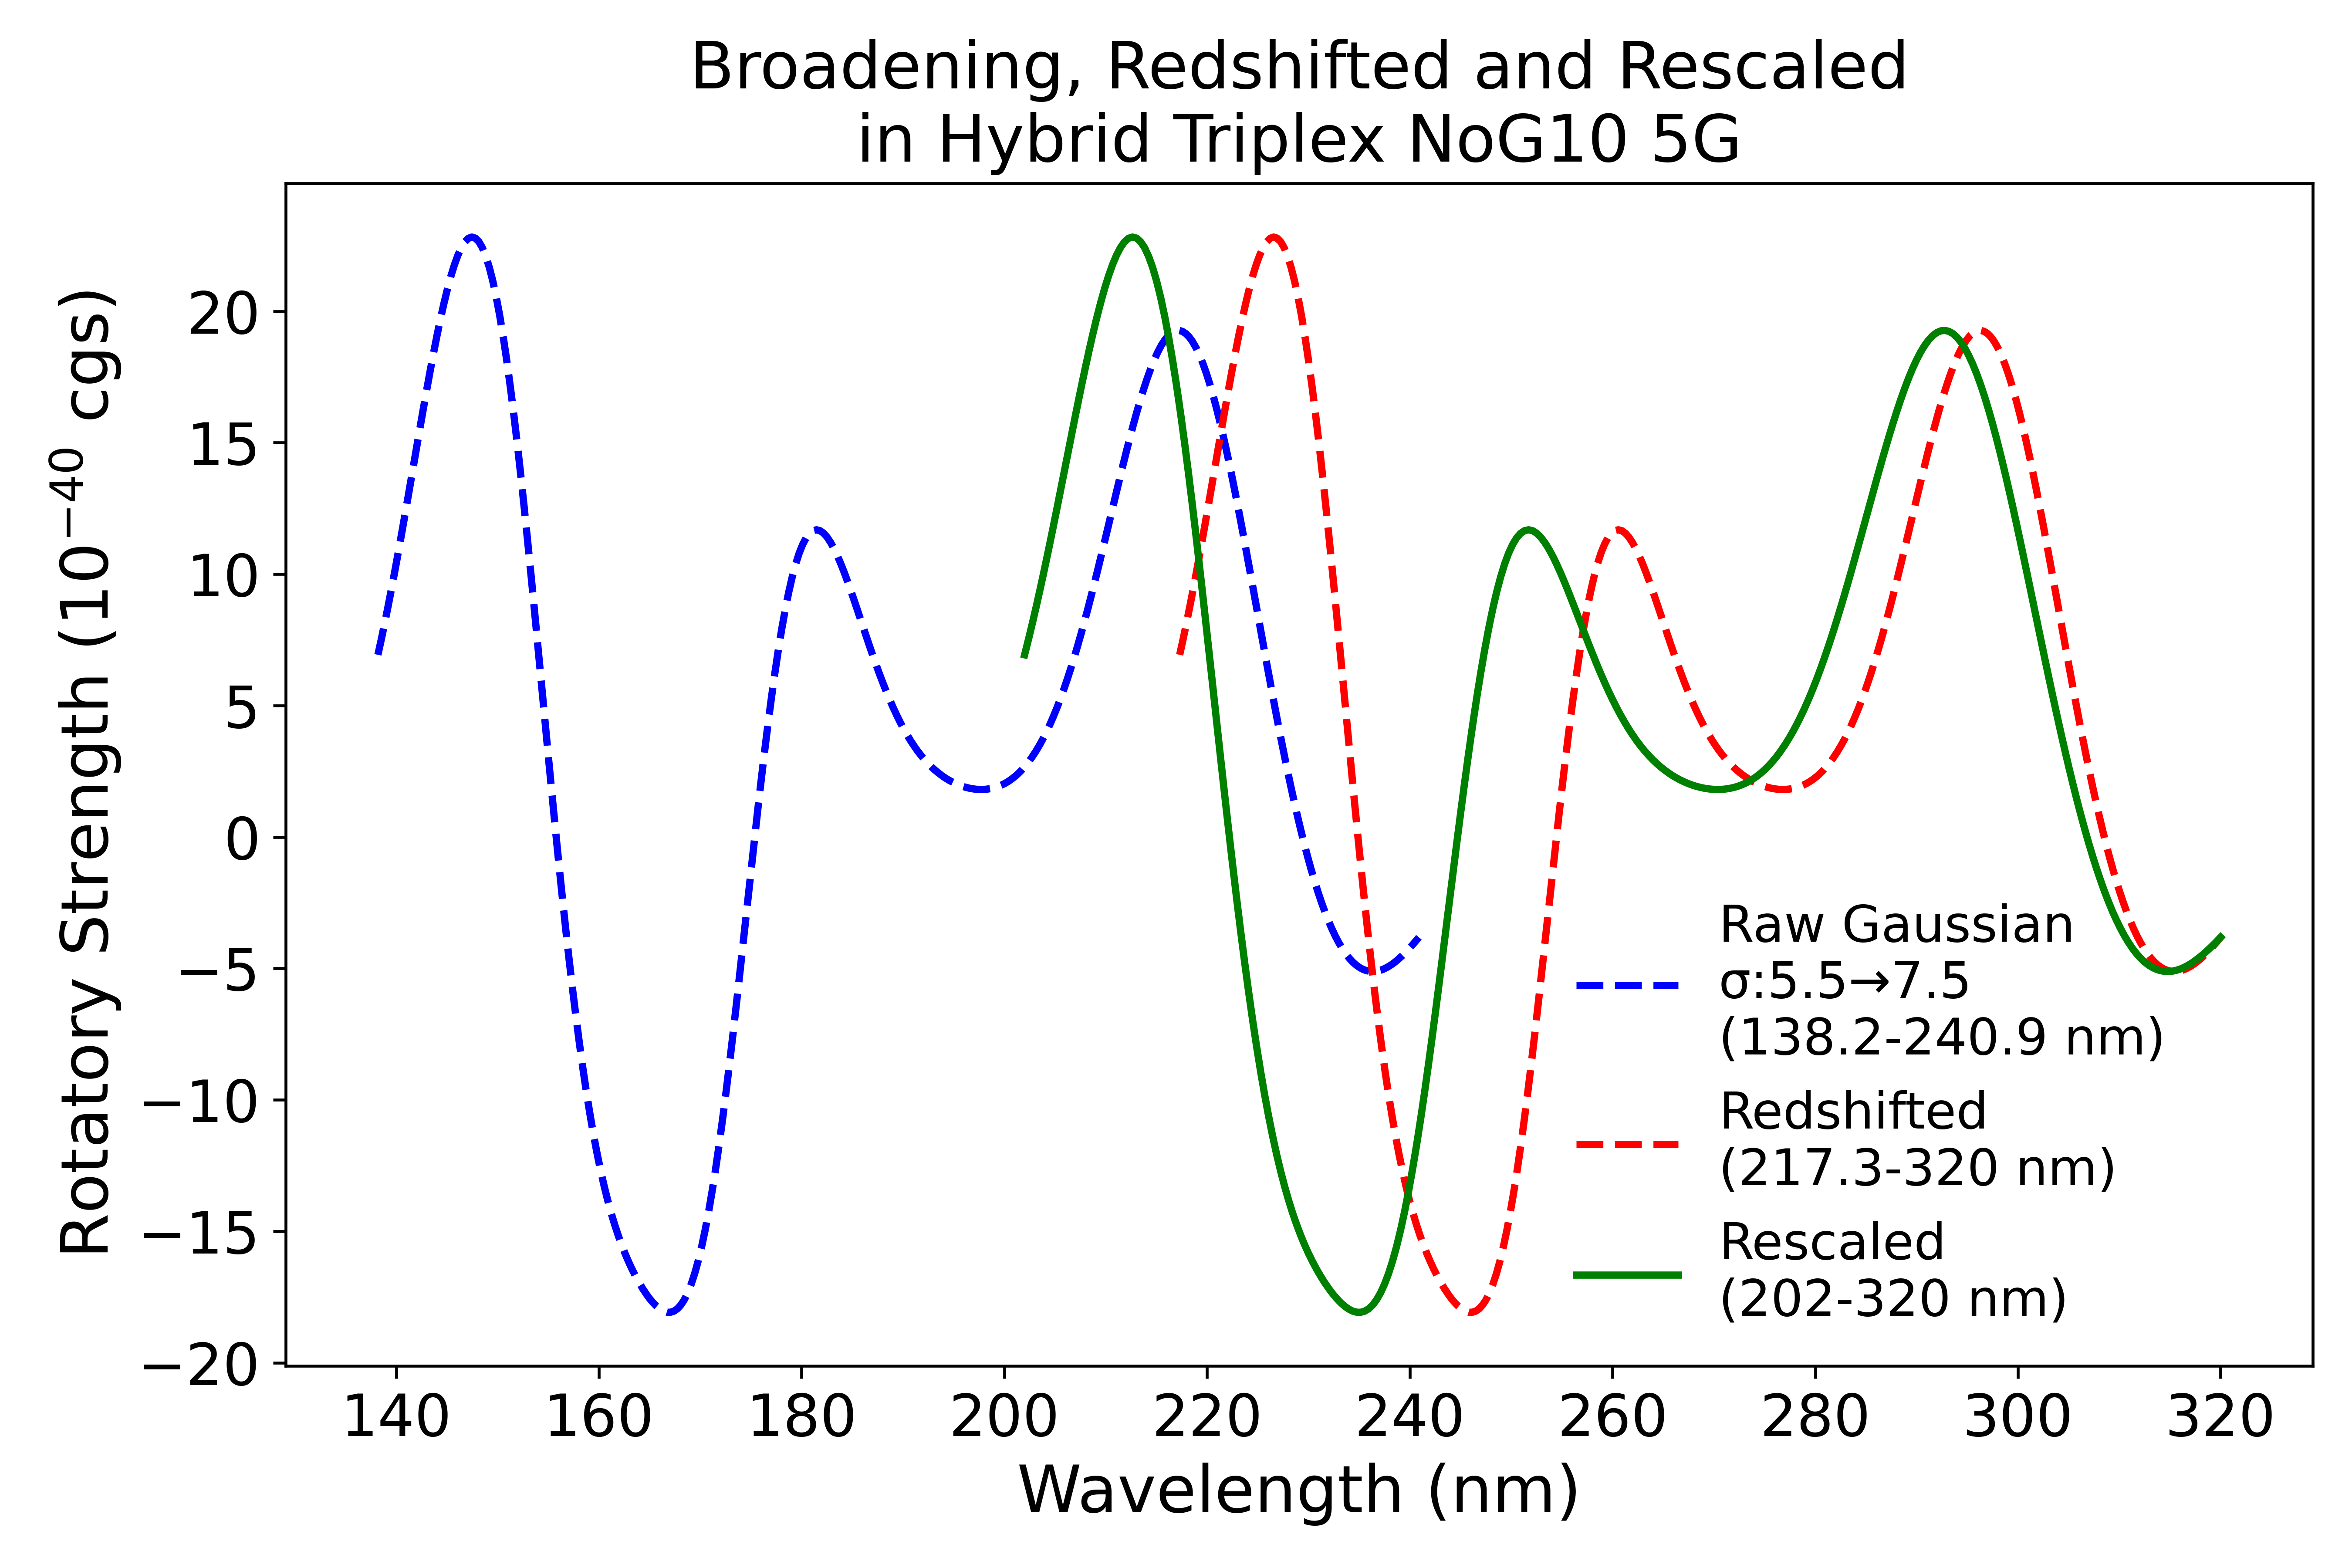 Broadening, Redshifted and Rescaled
in Hybrid Triplex NoG10 5G
Rotatory Strength (10⁻⁴⁰ cgs)
20
15
10
5
0
−5
−10
−15
−20
Raw Gaussian
σ:5.5→7.5
(138.2-240.9 nm)
Redshifted
(217.3-320 nm)
Rescaled
(202-320 nm)
140 160 180 200 220 240 260 280 300 320
Wavelength (nm)